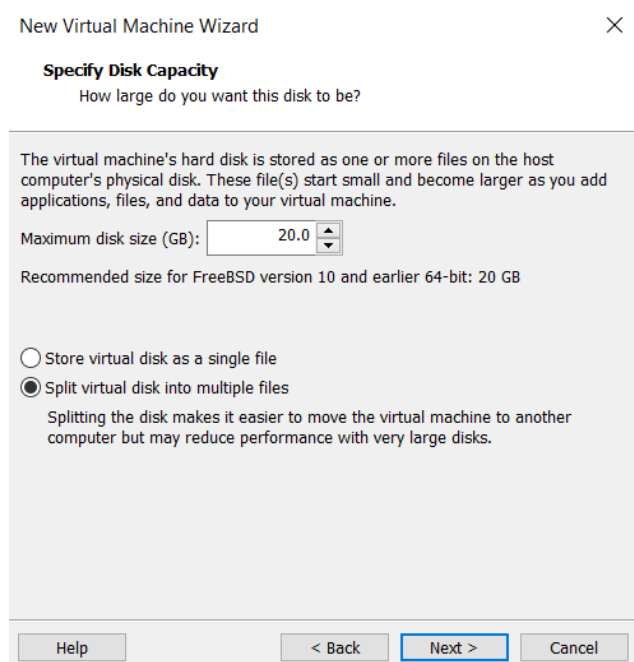 New Virtual Machine Wizard
Specify Disk Capacity
How large do you want this disk to be?
The virtual machine's hard disk is stored as one or more files on the host
computer's physical disk. These file(s) start small and become larger as you add
applications, files, and data to your virtual machine.
Maximum disk size (GB): 20.0
Recommended size for FreeBSD version 10 and earlier 64-bit: 20 GB
Store virtual disk as a single file
Split virtual disk into multiple files
Splitting the disk makes it easier to move the virtual machine to another
computer but may reduce performance with very large disks.
Help < Back Next > Cancel